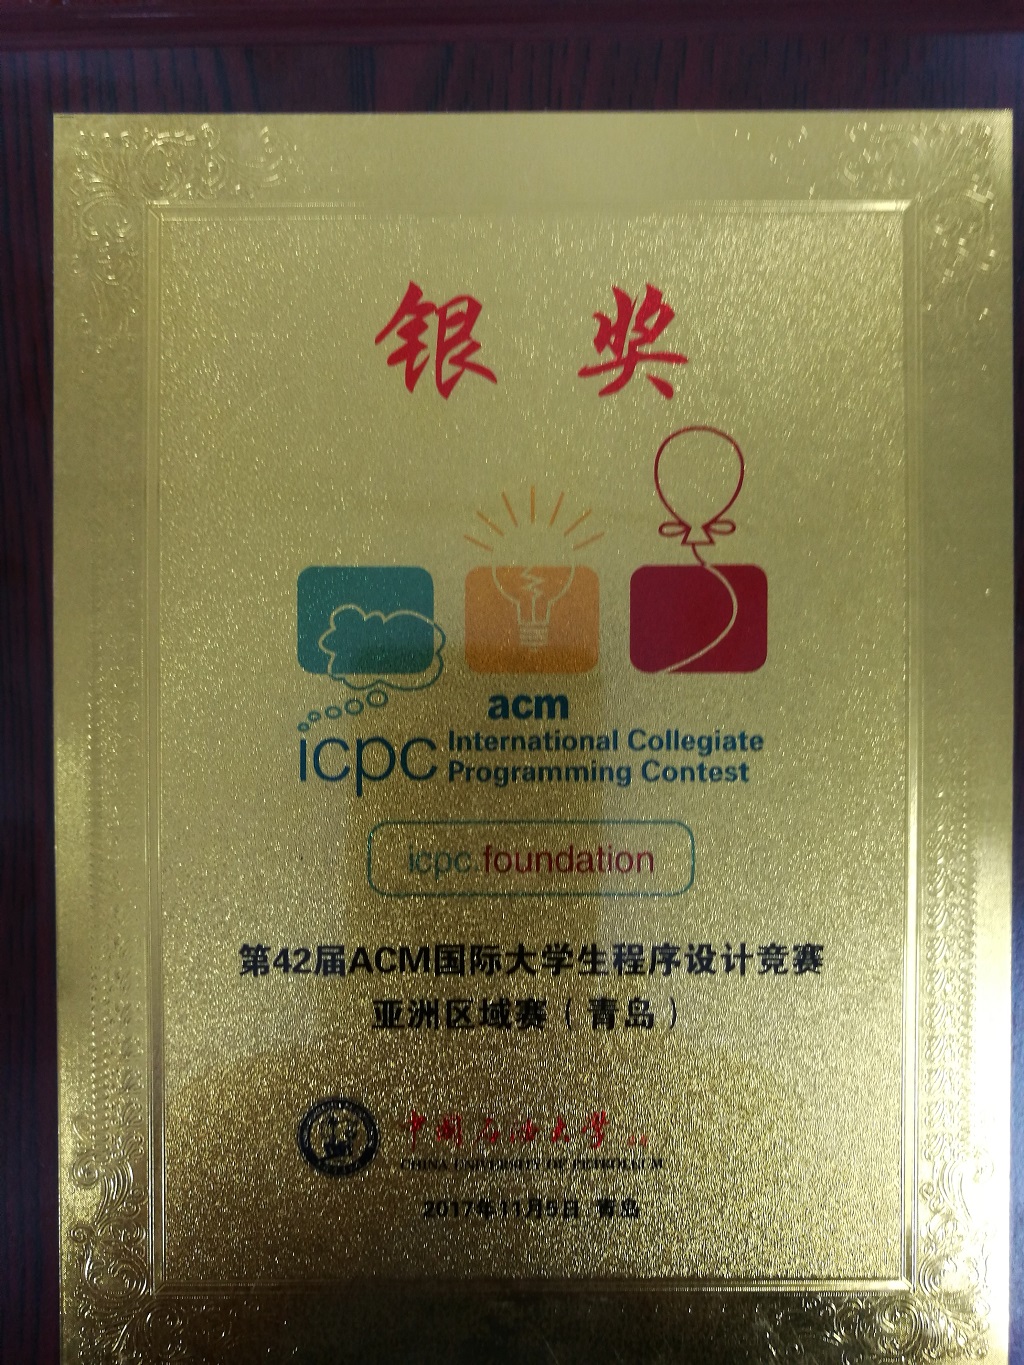 银奖
acm
icpc International Collegiate
Programming Contest
icpc.foundation
第42届ACM国际大学生程序设计竞赛
亚洲区域赛（青岛）
中国石油大学
CHINA UNIVERSITY OF PETROLEUM
2017年11月5日 青岛